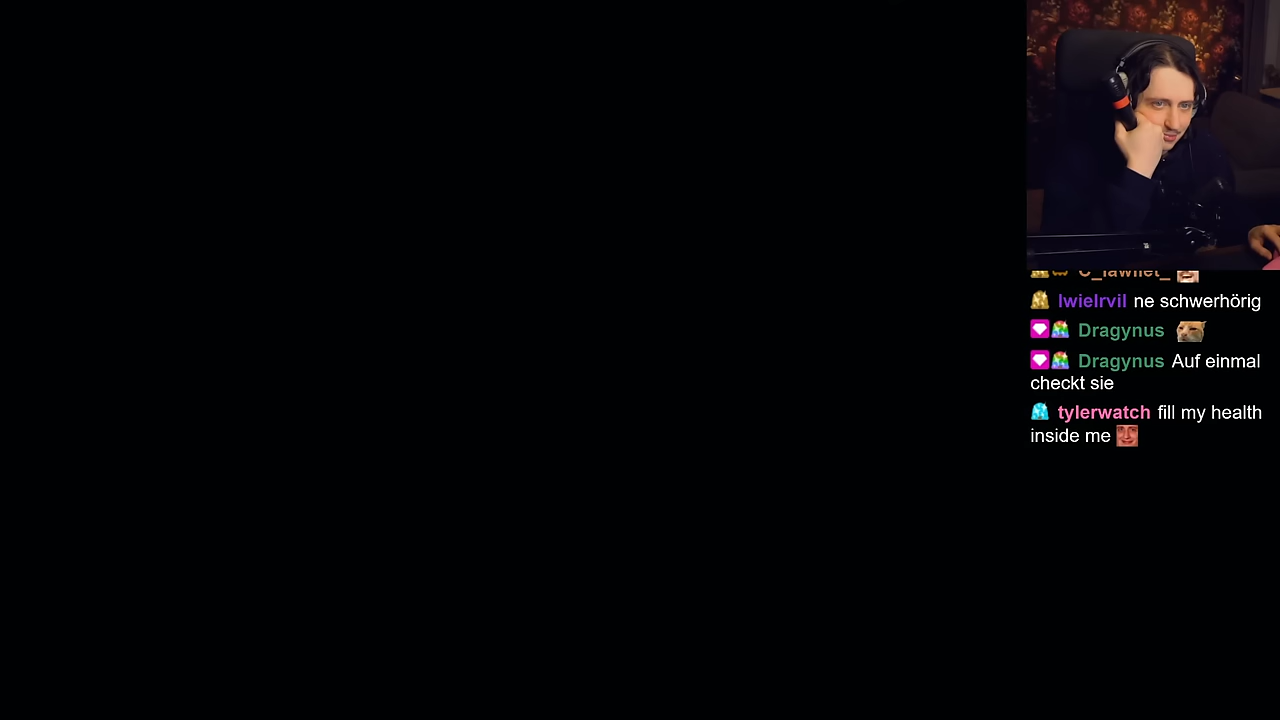 lwielrvil ne schwerhörig
Dragynus
Dragynus Auf einmal
checkt sie
tylerwatch fill my health
inside me